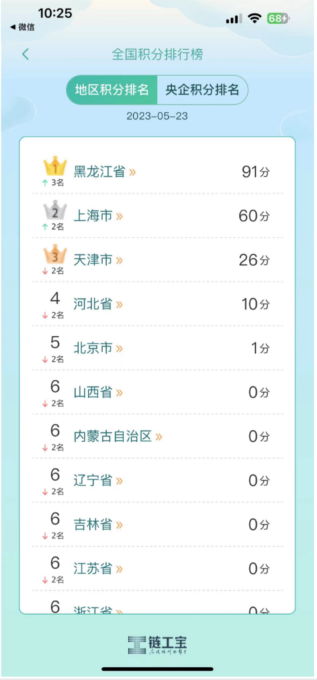 10:25
68
微信
全国积分排行榜
地区积分排名 央企积分排名
2023-05-23
1 黑龙江省 91分
3名
2 上海市 60分
2名
3 天津市 26分
2名
4 河北省 10分
2名
5 北京市 1分
2名
6 山西省 0分
2名
6 内蒙古自治区 0分
2名
6 辽宁省 0分
2名
6 吉林省 0分
2名
6 江苏省 0分
2名
6 浙江省 0分
链工宝